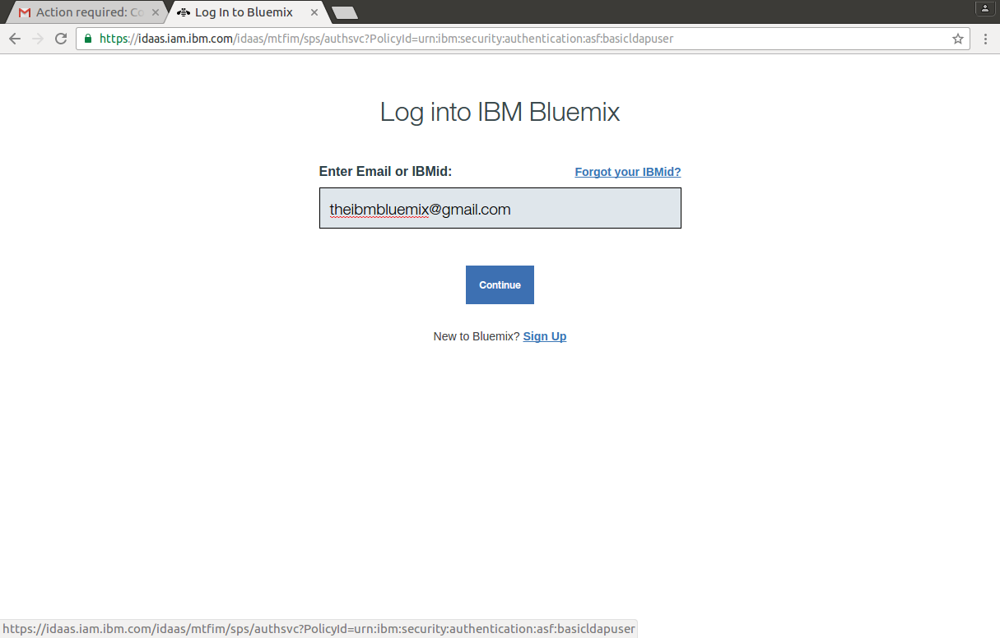 Action required: Co
Log In to Bluemix
https://idaas.iam.ibm.com/idaas/mtfim/sps/authsvc?PolicyId=urn:ibm:security:authentication:asf:basicldapuser
Log into IBM Bluemix
Enter Email or IBMid: Forgot your IBMid?
theibmbluemix@gmail.com
Continue
New to Bluemix? Sign Up
https://idaas.iam.ibm.com/idaas/mtfim/sps/authsvc?PolicyId=urn:ibm:security:authentication:asf:basicldapuser